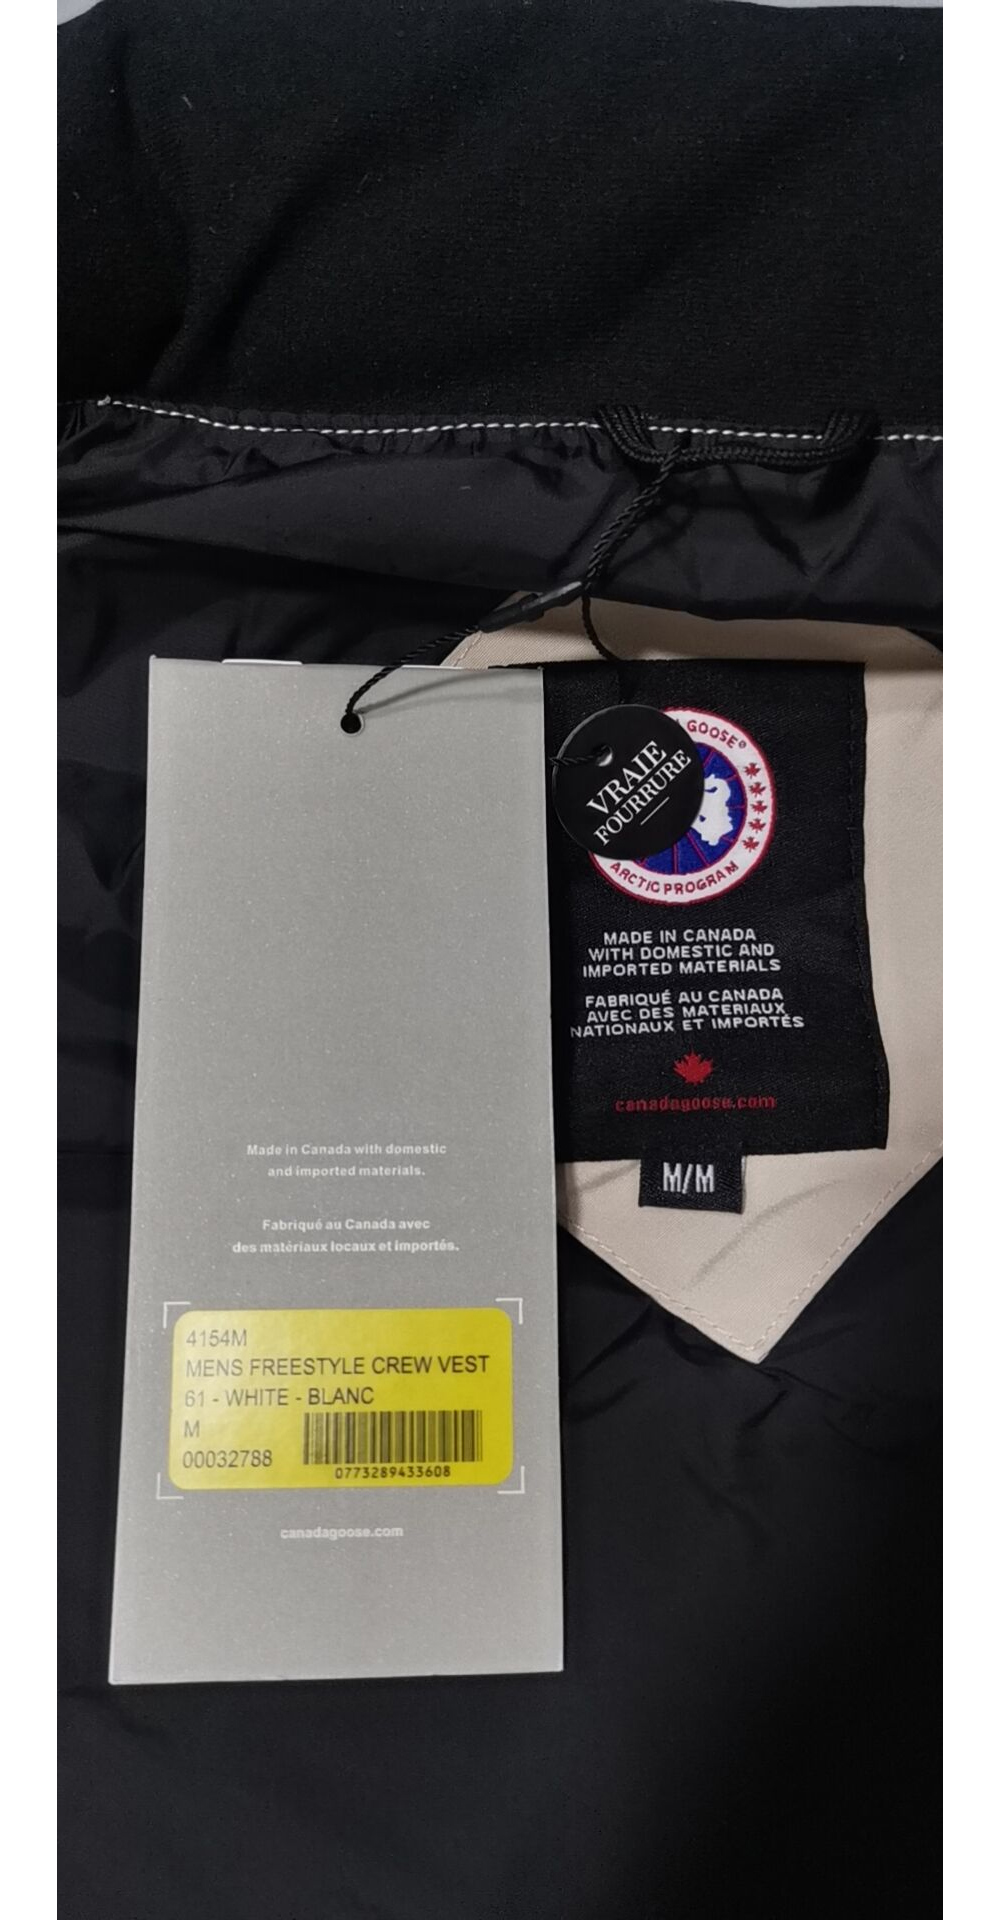 VRAIE
FOURRURE
GOOSE®
ARCTIC PROGRAM
MADE IN CANADA
WITH DOMESTIC AND
IMPORTED MATERIALS
FABRIQUÉ AU CANADA
AVEC DES MATERIAUX
NATIONAUX ET IMPORTÉS
canadagoose.com
M/M
Made in Canada with domestic
and imported materials.
Fabriqué au Canada avec
des matériaux locaux et importés.
4154M
MENS FREESTYLE CREW VEST
61 - WHITE - BLANC
M
00032788
0773289433608
canadagoose.com